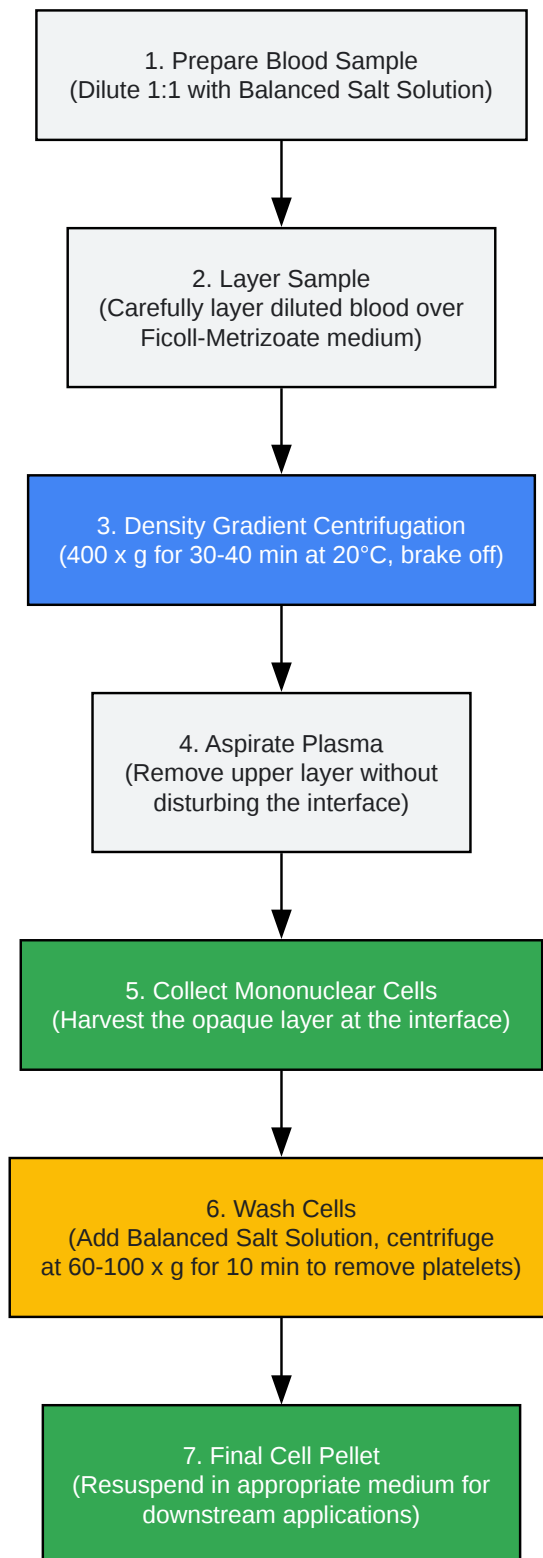 1. Prepare Blood Sample
(Dilute 1:1 with Balanced Salt Solution)
2. Layer Sample
(Carefully layer diluted blood over
Ficoll-Metrizoate medium)
3. Density Gradient Centrifugation
(400 x g for 30-40 min at 20°C, brake off)
4. Aspirate Plasma
(Remove upper layer without
disturbing the interface)
5. Collect Mononuclear Cells
(Harvest the opaque layer at the interface)
6. Wash Cells
(Add Balanced Salt Solution, centrifuge
at 60-100 x g for 10 min to remove platelets)
7. Final Cell Pellet
(Resuspend in appropriate medium for
downstream applications)